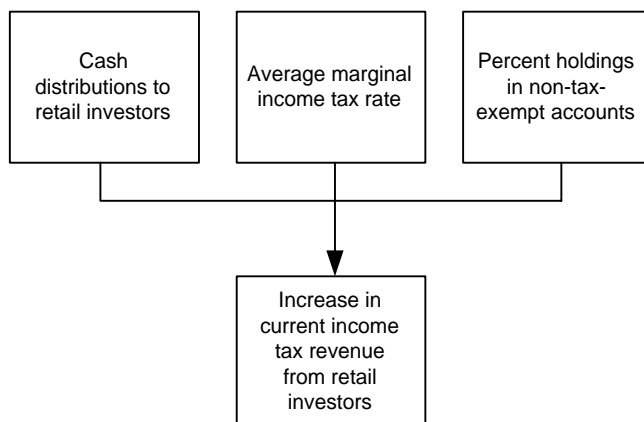 Cash
distributions to
retail investors
Average marginal
income tax rate
Percent holdings
in non-tax-
exempt accounts
Increase in
current income
tax revenue
from retail
investors